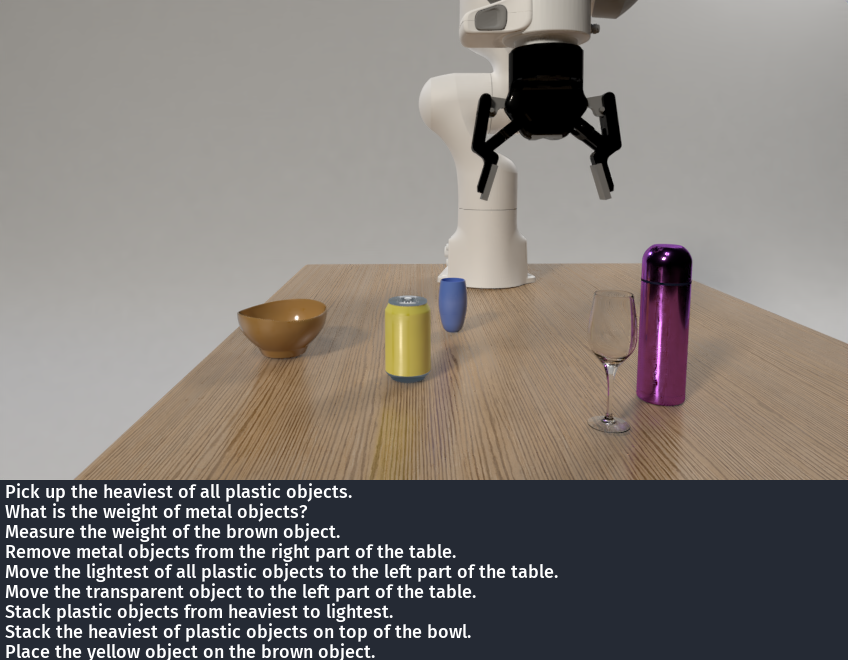 Pick up the heaviest of all plastic objects.
What is the weight of metal objects?
Measure the weight of the brown object.
Remove metal objects from the right part of the table.
Move the lightest of all plastic objects to the left part of the table.
Move the transparent object to the left part of the table.
Stack plastic objects from heaviest to lightest.
Stack the heaviest of plastic objects on top of the bowl.
Place the yellow object on the brown object.